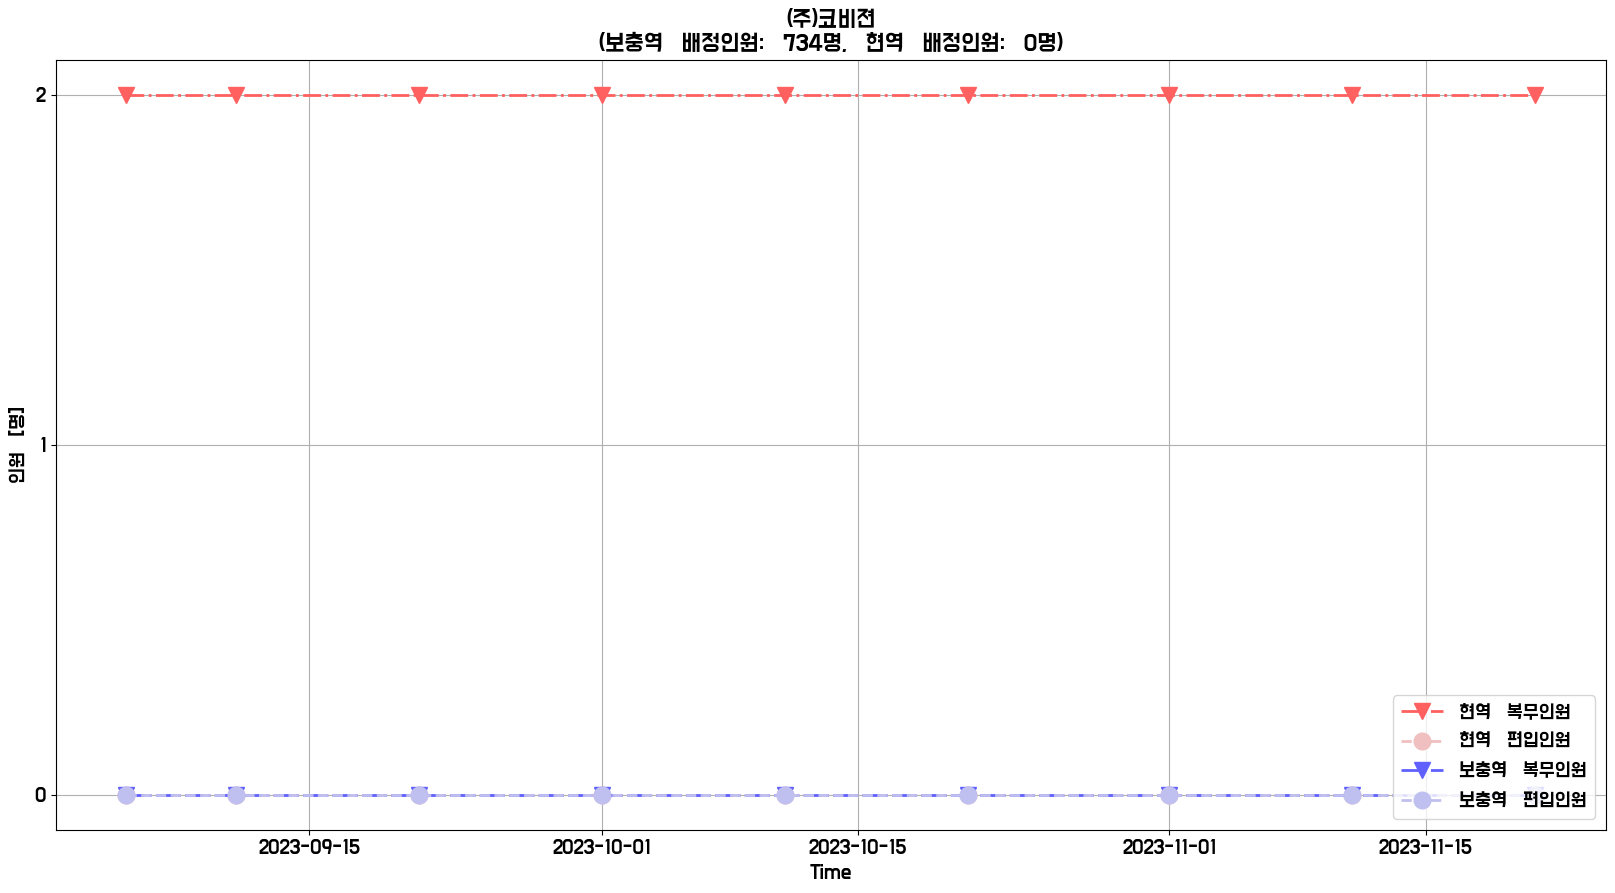 (주)코비젼
(보충역 배정인원: 734명, 현역 배정인원: 0명)
2
1
0
인원 [명]
2023-09-15 2023-10-01 2023-10-15 2023-11-01 2023-11-15
Time
현역 복무인원
현역 편입인원
보충역 복무인원
보충역 편입인원